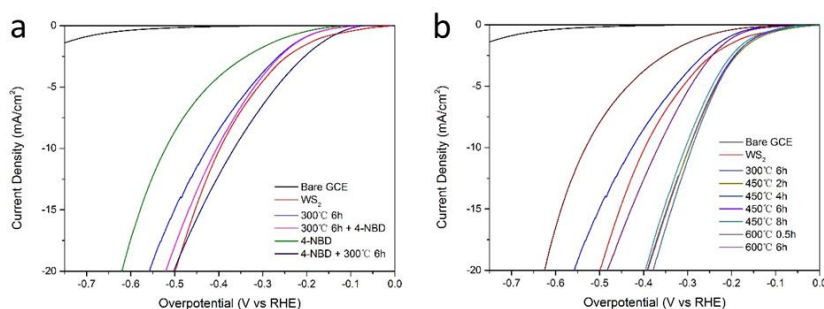 a
0
-5
-10
-15
-20
Current Density (mA/cm²)
-0.7 -0.6 -0.5 -0.4 -0.3 -0.2 -0.1 0.0
Overpotential (V vs RHE)
Bare GCE
WS₂
300℃ 6h
300℃ 6h + 4-NBD
4-NBD
4-NBD + 300℃ 6h
b
0
-5
-10
-15
-20
Current Density (mA/cm²)
-0.7 -0.6 -0.5 -0.4 -0.3 -0.2 -0.1 0.0
Overpotential (V vs RHE)
Bare GCE
WS₂
300℃ 6h
450℃ 2h
450℃ 4h
450℃ 6h
450℃ 8h
600℃ 0.5h
600℃ 6h